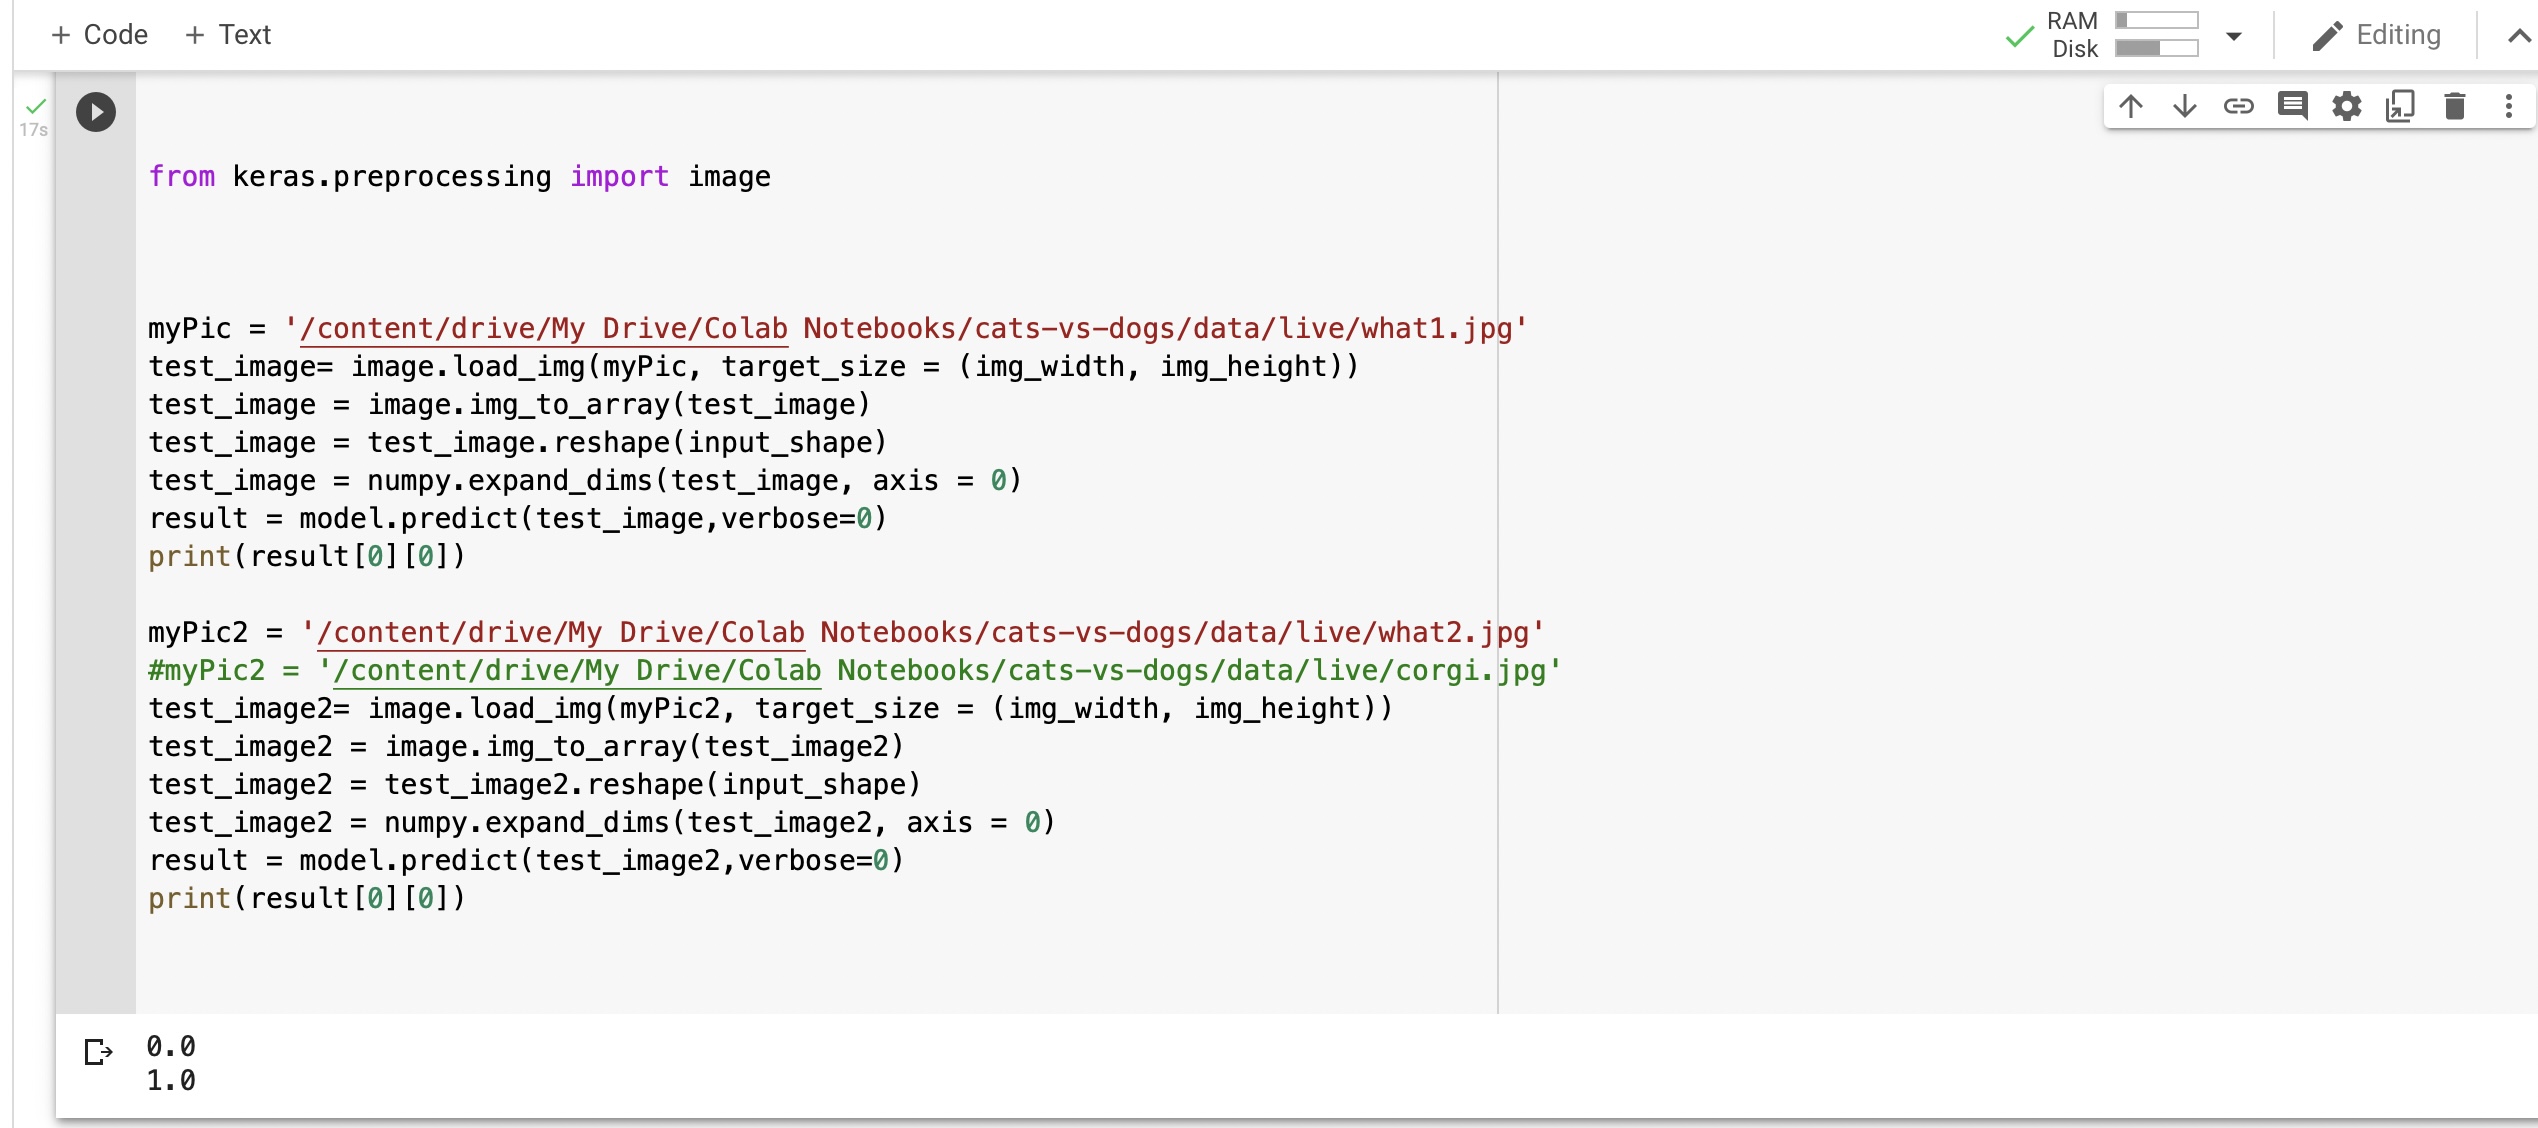 + Code + Text
RAM
Disk
Editing
17s
from keras.preprocessing import image
myPic = '/content/drive/My Drive/Colab Notebooks/cats-vs-dogs/data/live/what1.jpg'
test_image= image.load_img(myPic, target_size = (img_width, img_height))
test_image = image.img_to_array(test_image)
test_image = test_image.reshape(input_shape)
test_image = numpy.expand_dims(test_image, axis = 0)
result = model.predict(test_image,verbose=0)
print(result[0][0])
myPic2 = '/content/drive/My Drive/Colab Notebooks/cats-vs-dogs/data/live/what2.jpg'
#myPic2 = '/content/drive/My Drive/Colab Notebooks/cats-vs-dogs/data/live/corgi.jpg'
test_image2= image.load_img(myPic2, target_size = (img_width, img_height))
test_image2 = image.img_to_array(test_image2)
test_image2 = test_image2.reshape(input_shape)
test_image2 = numpy.expand_dims(test_image2, axis = 0)
result = model.predict(test_image2,verbose=0)
print(result[0][0])
0.0
1.0